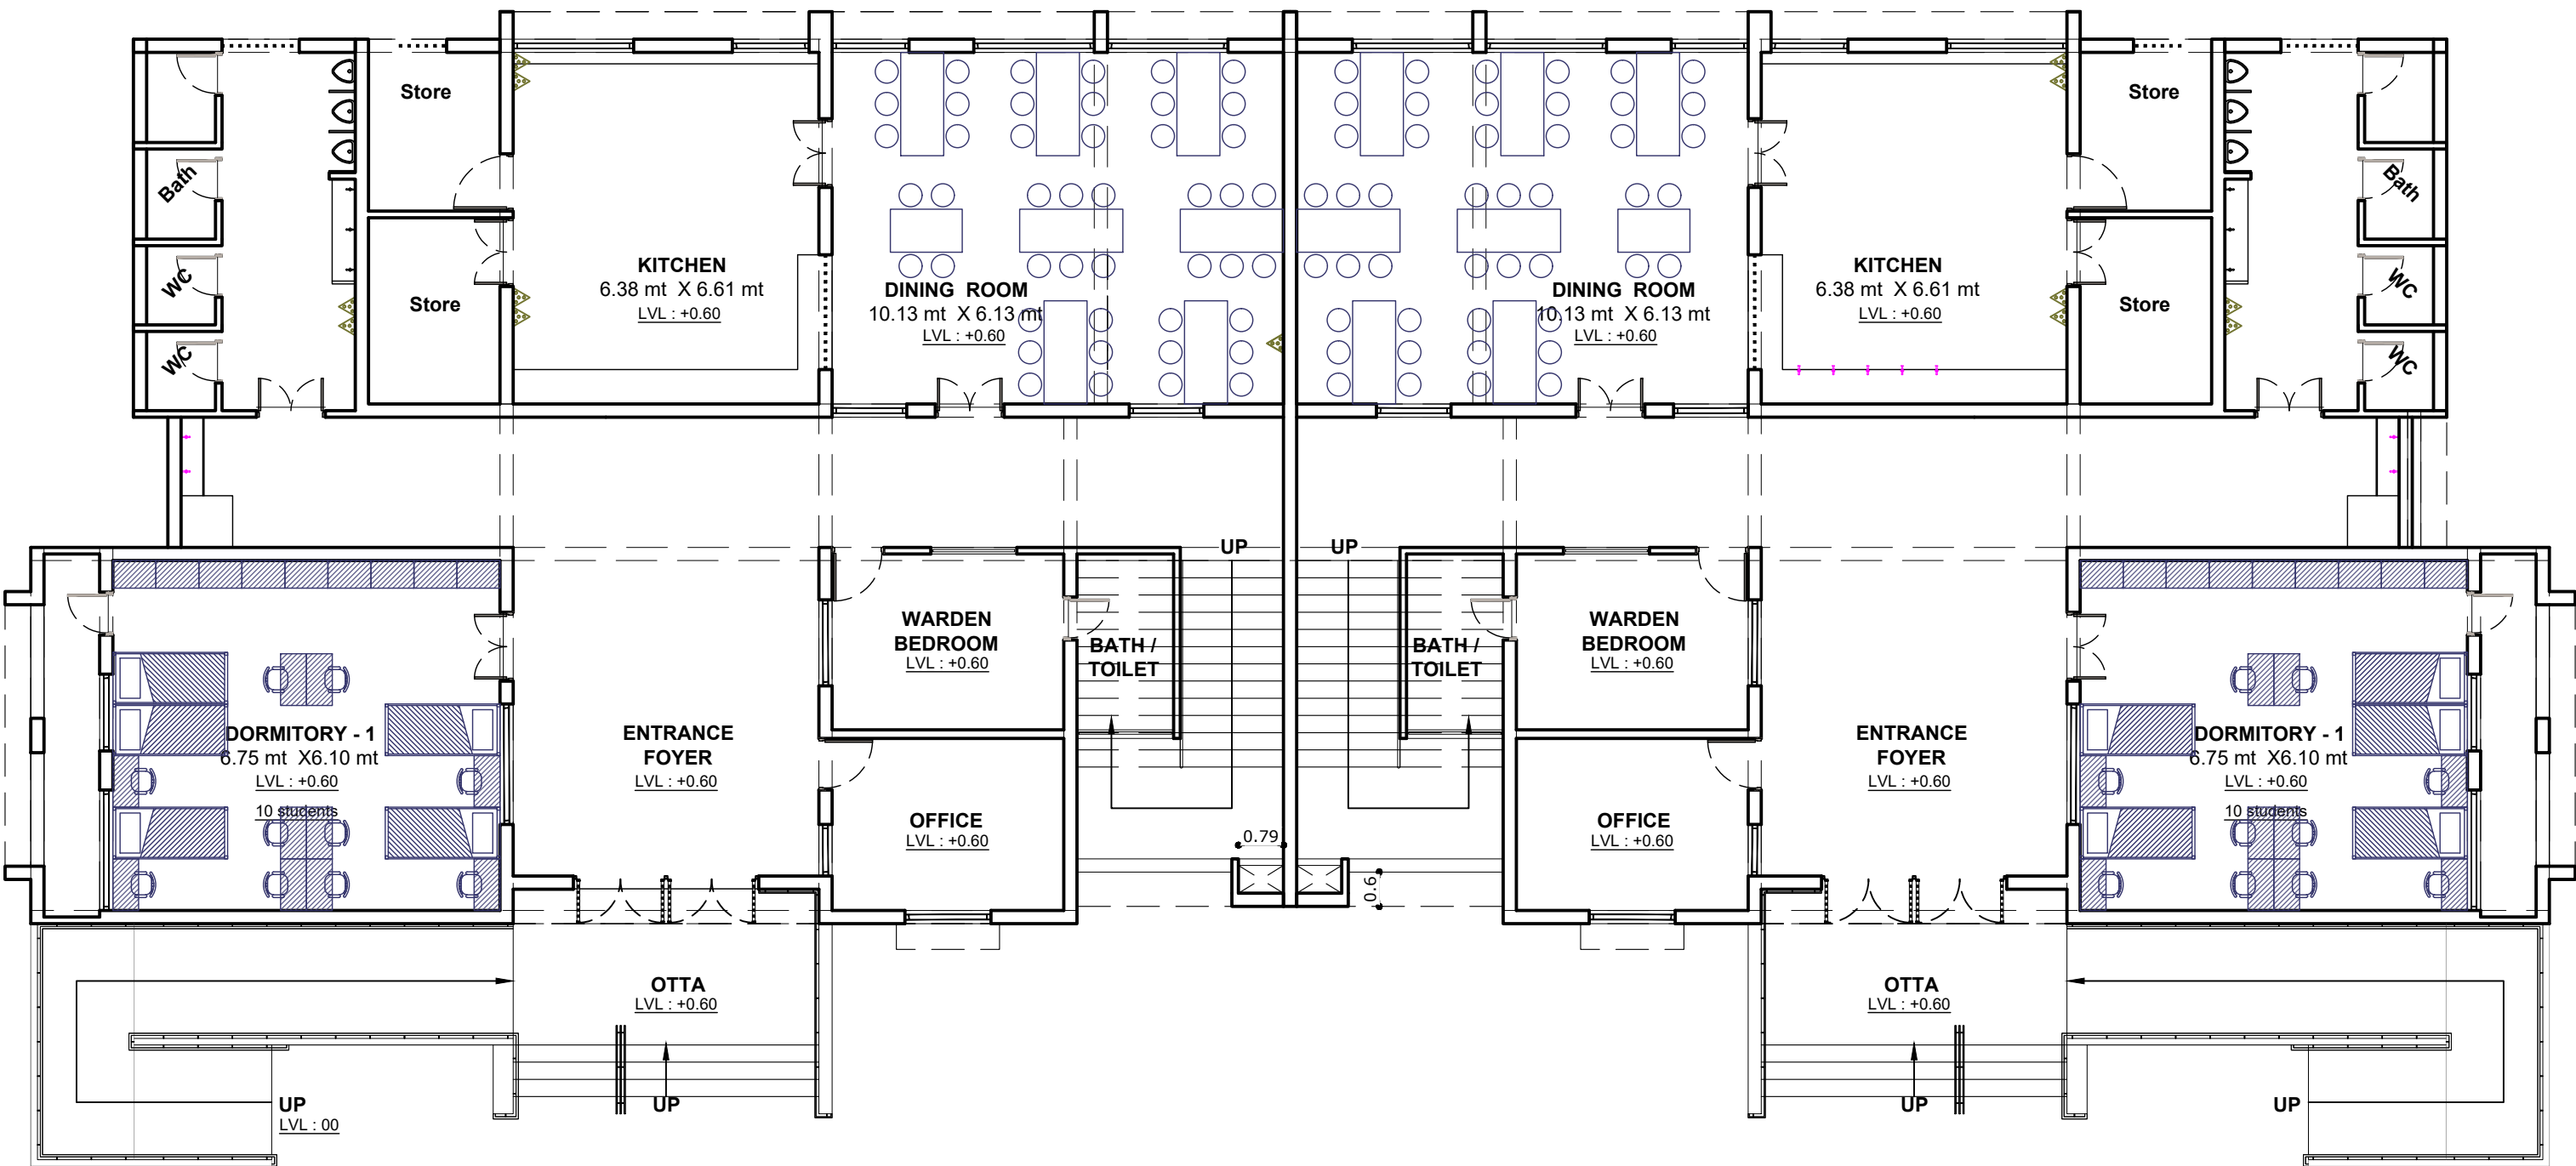 Store
Store
Bath
Bath
WC
WC
WC
WC
Store
Store
KITCHEN
6.38 mt  X 6.61 mt
LVL : +0.60
DINING  ROOM
10.13 mt  X 6.13 mt
LVL : +0.60
DINING  ROOM
10.13 mt  X 6.13 mt
LVL : +0.60
KITCHEN
6.38 mt  X 6.61 mt
LVL : +0.60
UP
UP
WARDEN
BEDROOM
LVL : +0.60
BATH /
TOILET
BATH /
TOILET
WARDEN
BEDROOM
LVL : +0.60
DORMITORY - 1
6.75 mt  X6.10 mt
LVL : +0.60
10 students
ENTRANCE
FOYER
LVL : +0.60
ENTRANCE
FOYER
LVL : +0.60
DORMITORY - 1
6.75 mt  X6.10 mt
LVL : +0.60
10 students
OFFICE
LVL : +0.60
0.79
0.6
OFFICE
LVL : +0.60
OTTA
LVL : +0.60
OTTA
LVL : +0.60
UP
LVL : 00
UP
UP
UP